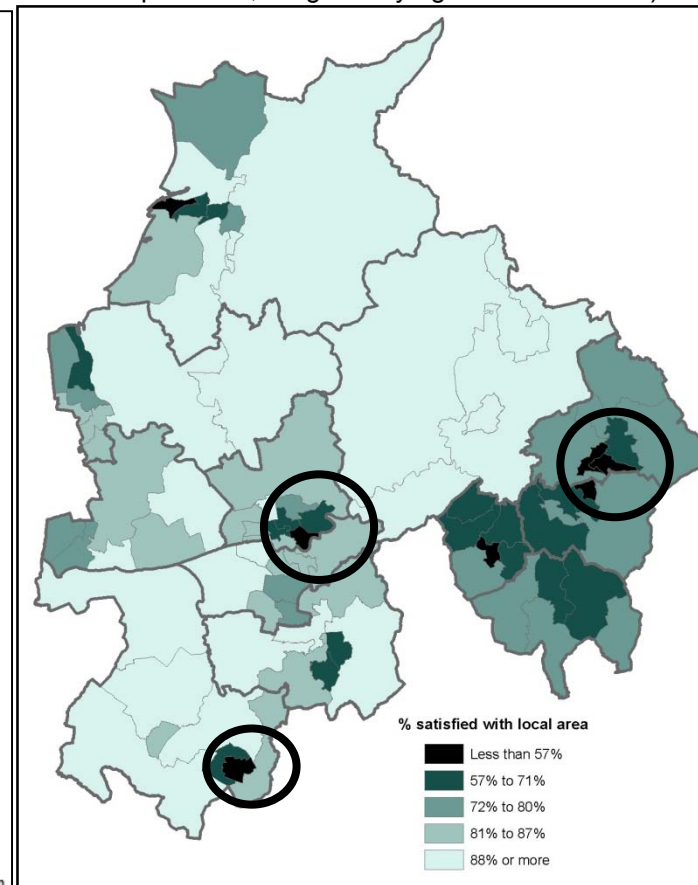 % satisfied with local area
Less than 57%
57% to 71%
72% to 80%
81% to 87%
88% or more